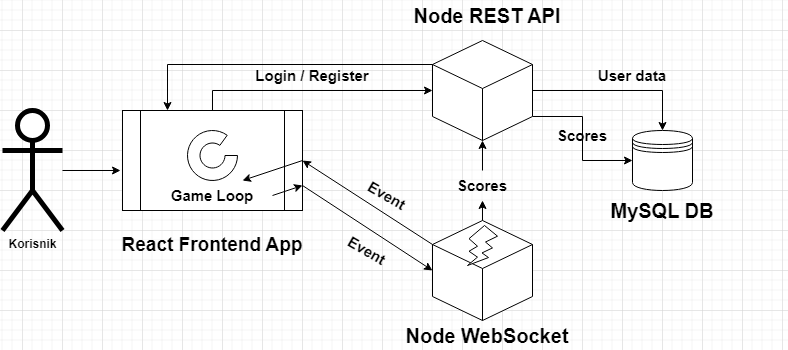 Node REST API
Login / Register
User data
Scores
Game Loop
Event
Scores
MySQL DB
Korisnik
React Frontend App
Event
Node WebSocket